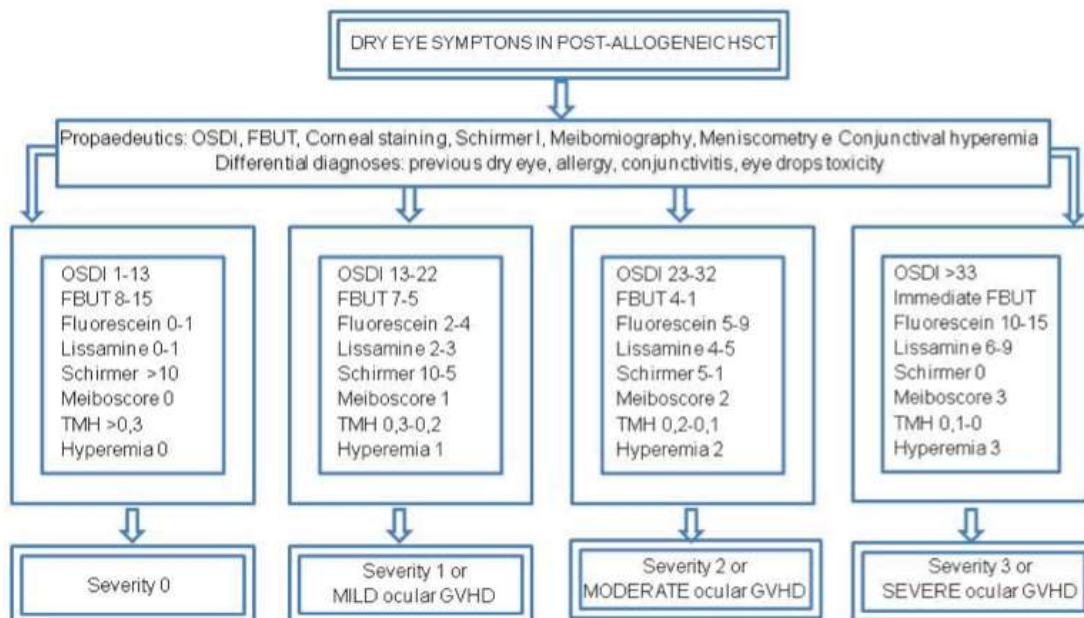 DRY EYE SYMPTONS IN POST-ALLOGENEICHSCT
Propaedeutics: OSDI, FBUT, Corneal staining, Schirmer I, Meibomiography, Meniscometry e Conjunctival hyperemia
Differential diagnoses: previous dry eye, allergy, conjunctivitis, eye drops toxicity
OSDI 1-13
FBUT 8-15
Fluorescein 0-1
Lissamine 0-1
Schirmer >10
Meiboscore 0
TMH >0,3
Hyperemia 0
OSDI 13-22
FBUT 7-5
Fluorescein 2-4
Lissamine 2-3
Schirmer 10-5
Meiboscore 1
TMH 0,3-0,2
Hyperemia 1
OSDI 23-32
FBUT 4-1
Fluorescein 5-9
Lissamine 4-5
Schirmer 5-1
Meiboscore 2
TMH 0,2-0,1
Hyperemia 2
OSDI >33
Immediate FBUT
Fluorescein 10-15
Lissamine 6-9
Schirmer 0
Meiboscore 3
TMH 0,1-0
Hyperemia 3
Severity 0
Severity 1 or
MILD ocular GVHD
Severity 2 or
MODERATE ocular GVHD
Severity 3 or
SEVERE ocular GVHD